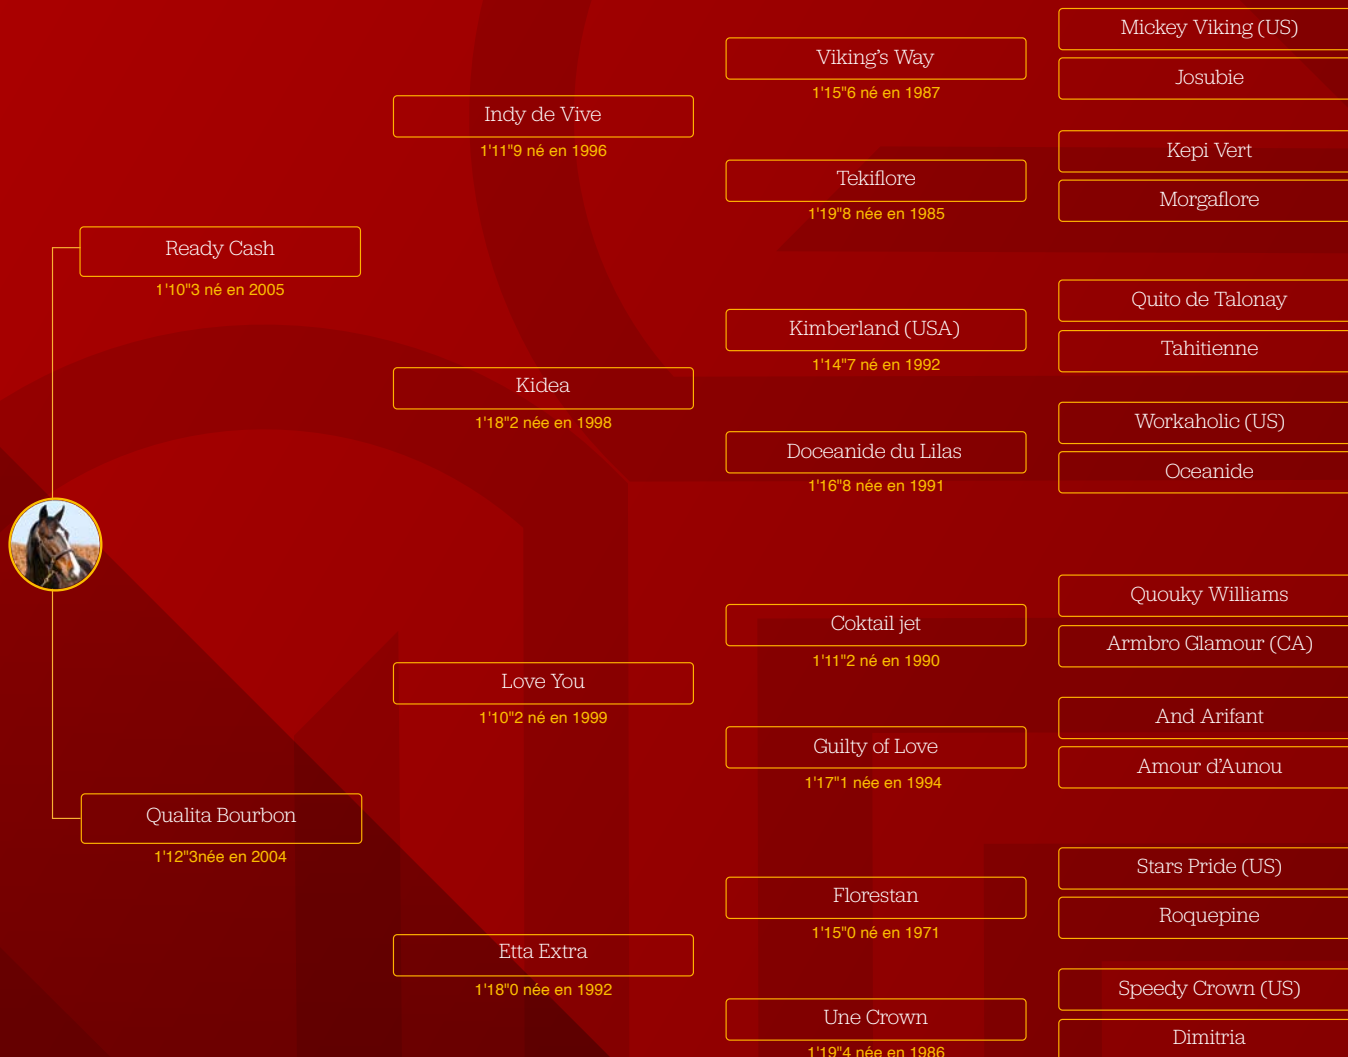 Ready Cash
1'10"3 né en 2005
Qualita Bourbon
1'12"3née en 2004
Indy de Vive
1'11"9 né en 1996
Kidea
1'18"2 née en 1998
Love You
1'10"2 né en 1999
Etta Extra
1'18"0 née en 1992
Viking's Way
1'15"6 né en 1987
Tekiflore
1'19"8 née en 1985
Kimberland (USA)
1'14"7 né en 1992
Doceanide du Lilas
1'16"8 née en 1991
Coktail jet
1'11"2 né en 1990
Guilty of Love
1'17"1 née en 1994
Florestan
1'15"0 né en 1971
Une Crown
1'19"4 née en 1986
Mickey Viking (US)
Josubie
Kepi Vert
Morgaflore
Quito de Talonay
Tahitienne
Workaholic (US)
Oceanide
Quouky Williams
Armbro Glamour (CA)
And Arifant
Amour d'Aunou
Stars Pride (US)
Roquepine
Speedy Crown (US)
Dimitria